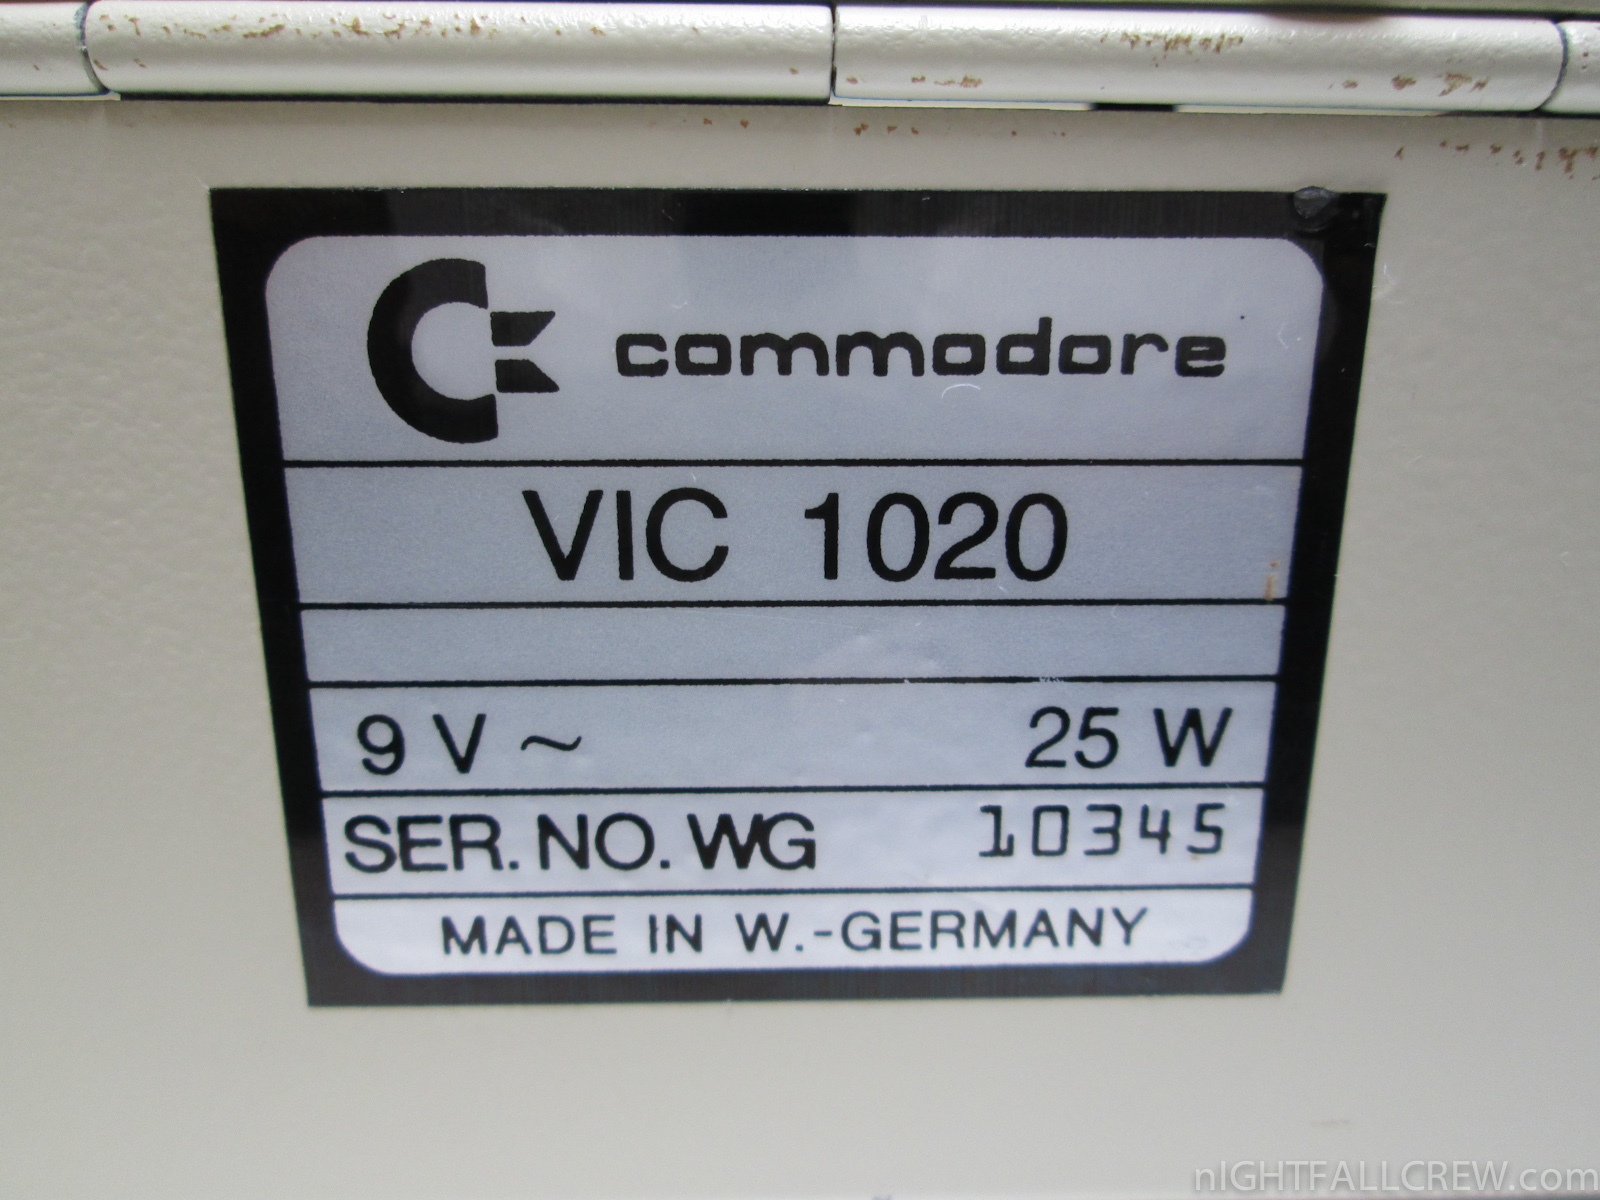 commodore
VIC 1020
9 V ~ 25 W
SER. NO. WG 10345
MADE IN W.-GERMANY
nIGHTFALLCREW.com